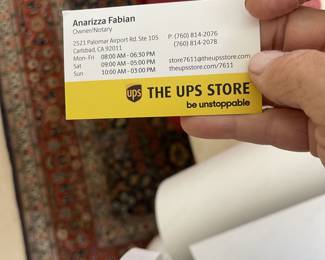 Anarizza Fabian
Owner/Notary
2521 Palomar Airport Rd. Ste 105
Carlsbad, CA 92011
Mon- Fri 08:00 AM - 06:30 PM
Sat 09:00 AM - 05:00 PM
Sun 10:00 AM - 03:00 PM
P: (760) 814-2076
(760) 814-2078
store7611@theupsstore.com
theupsstore.com/7611
ups THE UPS STORE
be unstoppable